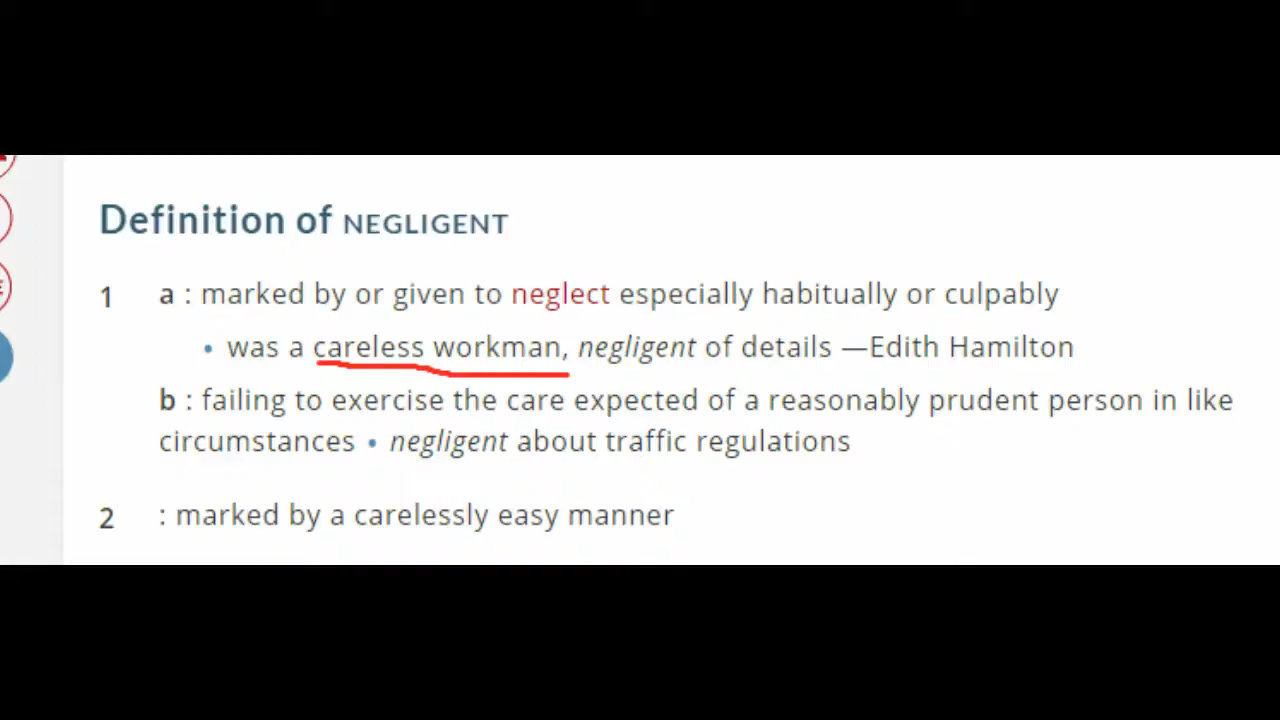 Definition of NEGLIGENT
1 a : marked by or given to neglect especially habitually or culpably
• was a careless workman, negligent of details —Edith Hamilton
b : failing to exercise the care expected of a reasonably prudent person in like
circumstances • negligent about traffic regulations
2 : marked by a carelessly easy manner